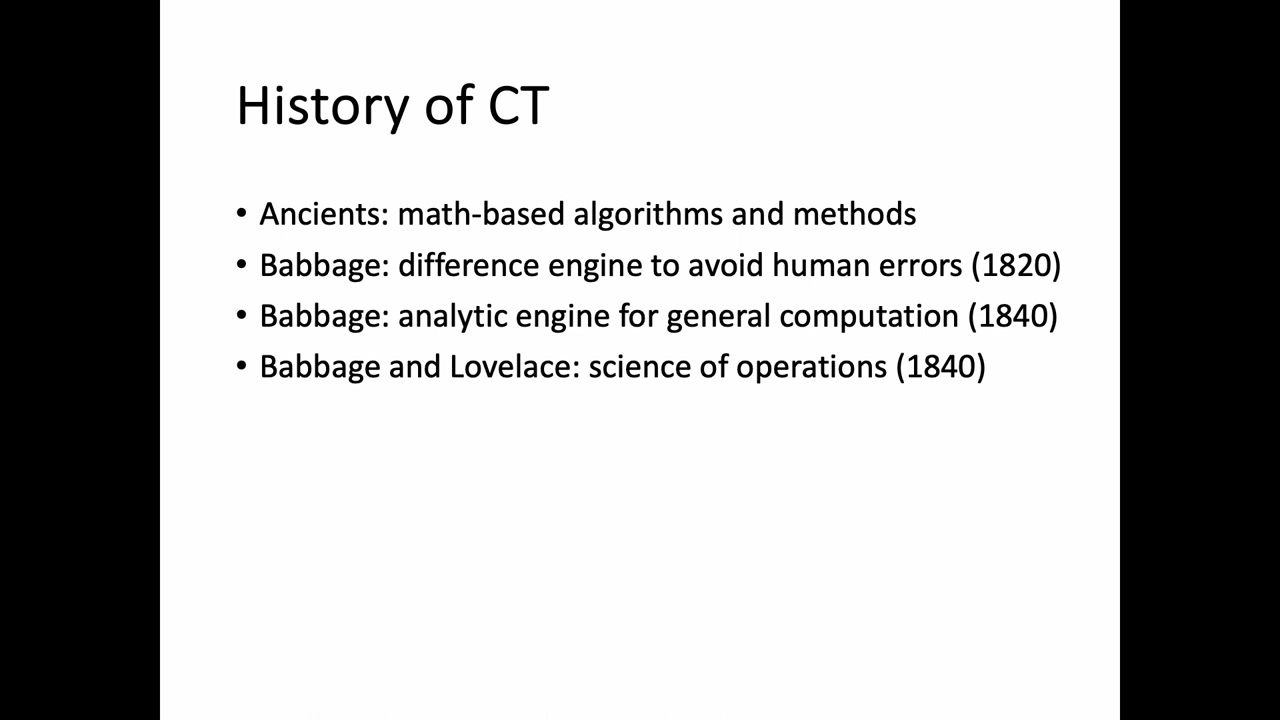 History of CT
• Ancients: math-based algorithms and methods
• Babbage: difference engine to avoid human errors (1820)
• Babbage: analytic engine for general computation (1840)
• Babbage and Lovelace: science of operations (1840)